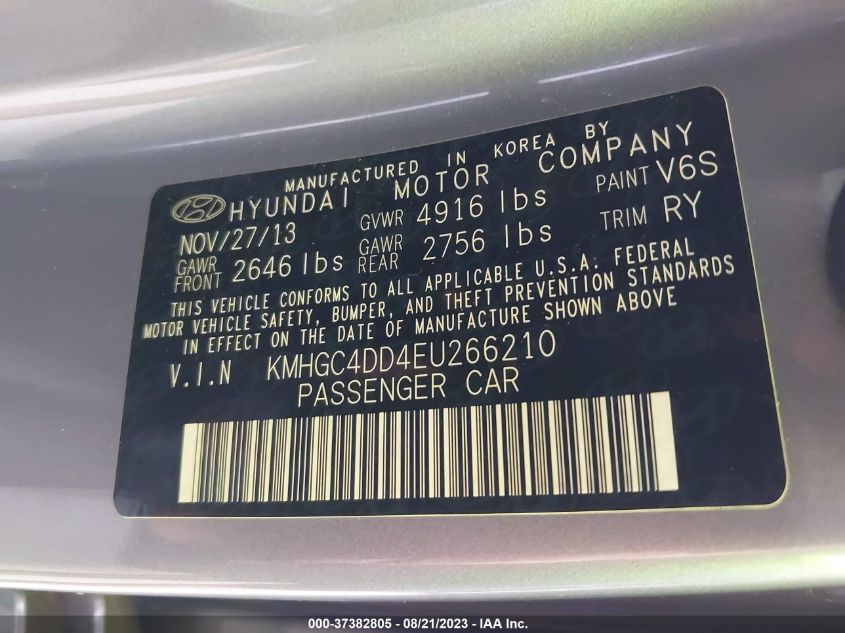 MANUFACTURED IN KOREA BY
HYUNDAI MOTOR COMPANY
NOV/27/13 GVWR 4916 lbs PAINT V6S
GAWR FRONT 2646 lbs GAWR REAR 2756 lbs TRIM RY
THIS VEHICLE CONFORMS TO ALL APPLICABLE U.S.A. FEDERAL
MOTOR VEHICLE SAFETY, BUMPER, AND THEFT PREVENTION STANDARDS
IN EFFECT ON THE DATE OF MANUFACTURE SHOWN ABOVE
V.I.N KMHGC4DD4EU266210
PASSENGER CAR
000-37382805 - 08/21/2023 - IAA Inc.